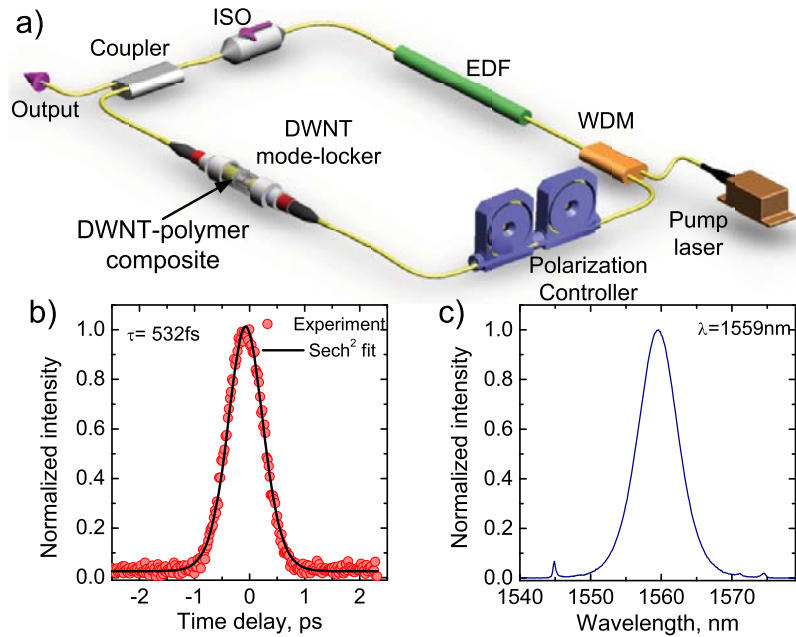 a)
ISO
Coupler
EDF
Output
WDM
DWNT
mode-locker
DWNT-polymer
composite
Pump
laser
Polarization
Controller
b)
τ= 532fs
Experiment
Sech² fit
Normalized intensity
1.0
0.8
0.6
0.4
0.2
0.0
-2 -1 0 1 2
Time delay, ps
c)
λ=1559nm
Normalized intensity
1.0
0.8
0.6
0.4
0.2
0.0
1540 1550 1560 1570
Wavelength, nm